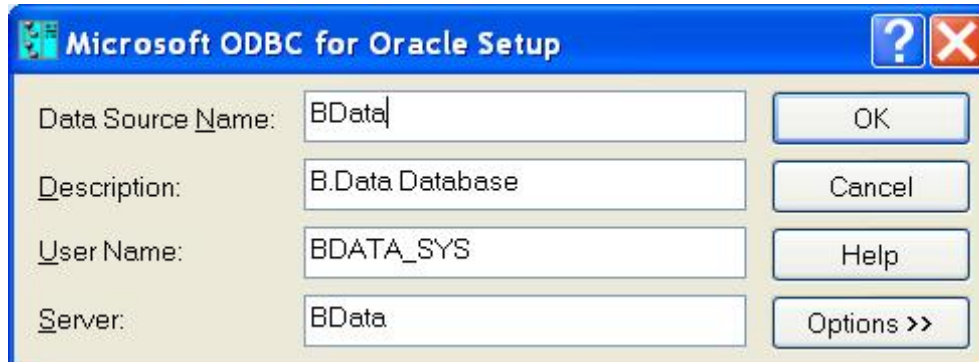 Microsoft ODBC for Oracle Setup
?
Data Source Name: BData OK
Description: B.Data Database Cancel
User Name: BDATA_SYS Help
Server: BData Options >>